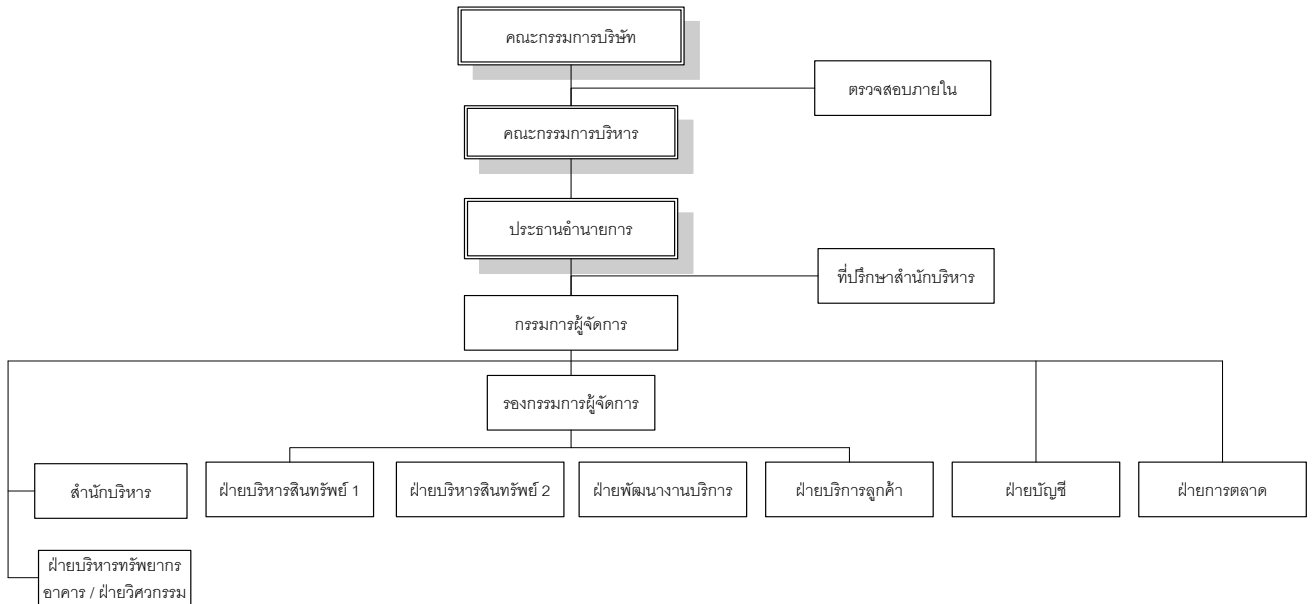 คณะกรรมการบริษัท
ตรวจสอบภายใน
คณะกรรมการบริหาร
ประธานอำนายการ
ที่ปรึกษาสำนักบริหาร
กรรมการผู้จัดการ
รองกรรมการผู้จัดการ
สำนักบริหาร
ฝ่ายบริหารสินทรัพย์ 1
ฝ่ายบริหารสินทรัพย์ 2
ฝ่ายพัฒนางานบริการ
ฝ่ายบริการลูกค้า
ฝ่ายบัญชี
ฝ่ายการตลาด
ฝ่ายบริหารทรัพยากร
อาคาร / ฝ่ายวิศวกรรม